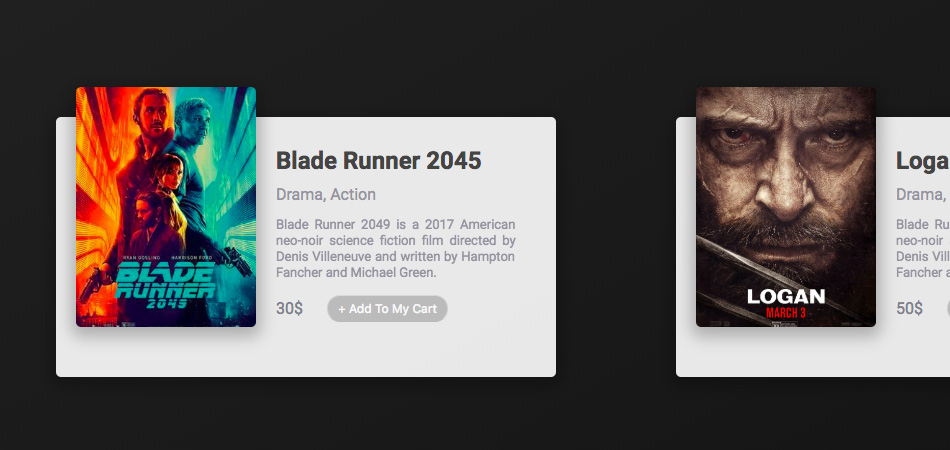 Blade Runner 2045
Drama, Action
Blade Runner 2049 is a 2017 American
neo-noir science fiction film directed by
Denis Villeneuve and written by Hampton
Fancher and Michael Green.
30$ + Add To My Cart
RYAN GOSLING HARRISON FORD
BLADE
RUNNER
2049
Loga
Drama,
Blade Ru
neo-noir
Denis Vil
Fancher a
50$
LOGAN
MARCH 3